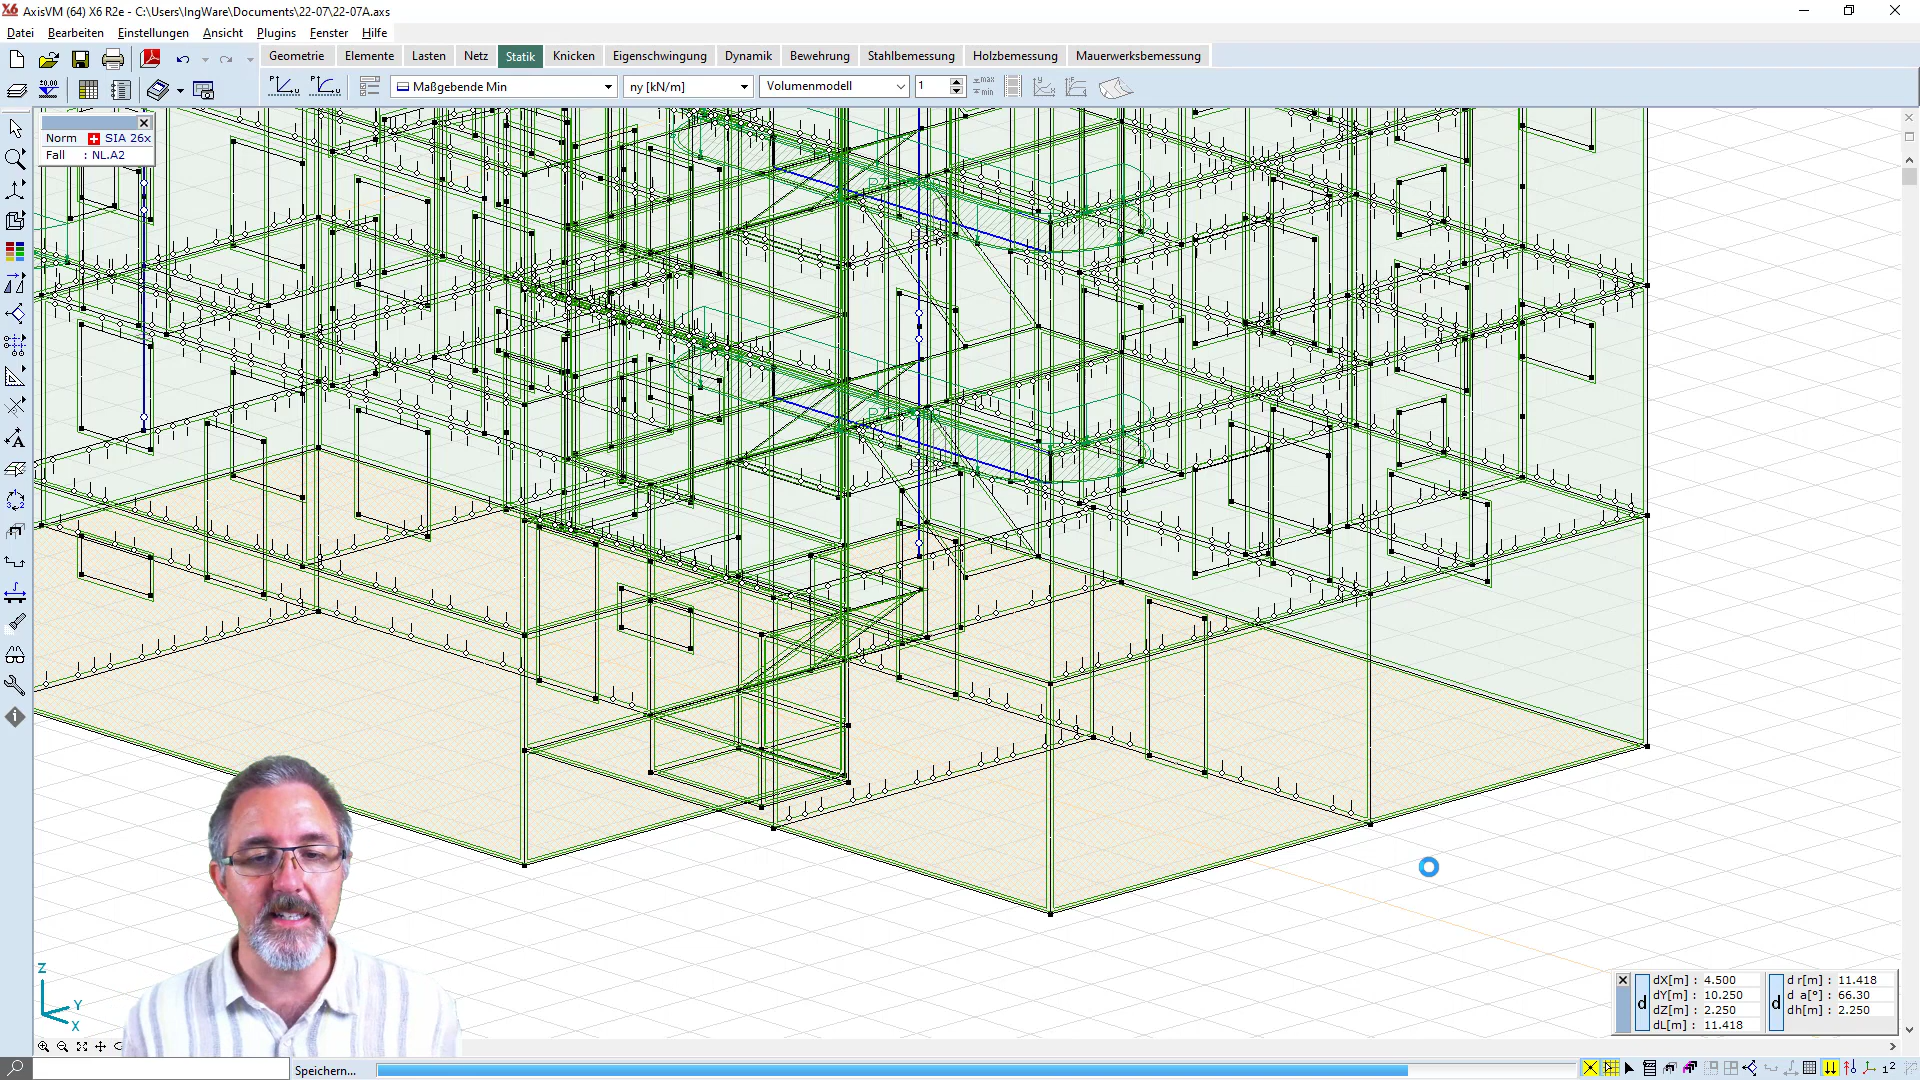 AxisVM (64) X6 R2e - C:\Users\IngWare\Documents\22-07\22-07A.axs
Datei Bearbeiten Einstellungen Ansicht Plugins Fenster Hilfe
Geometrie Elemente Lasten Netz Statik Knicken Eigenschwingung Dynamik Bewehrung Stahlbemessung Holzbemessung Mauerwerksbemessung
Maßgebende Min ny [kN/m] Volumenmodell 1
Norm SIA 26x
Fall : NL.A2
Z
Y
X
dX[m] : 4.500
dY[m] : 10.250
dZ[m] : 2.250
dL[m] : 11.418
d
d r[m] : 11.418
d a[°] : 66.30
dh[m] : 2.250
d
Speichern...